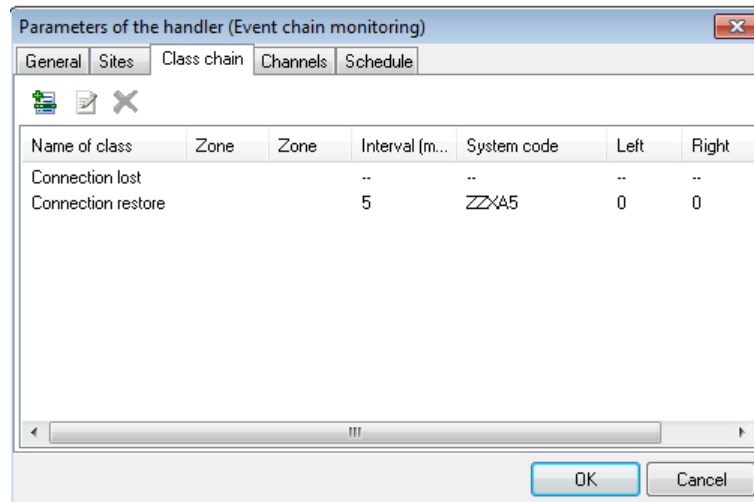 Parameters of the handler (Event chain monitoring)
General Sites Class chain Channels Schedule
Name of class Zone Zone Interval (m... System code Left Right
Connection lost -- -- -- --
Connection restore 5 ZZXA5 0 0
OK Cancel